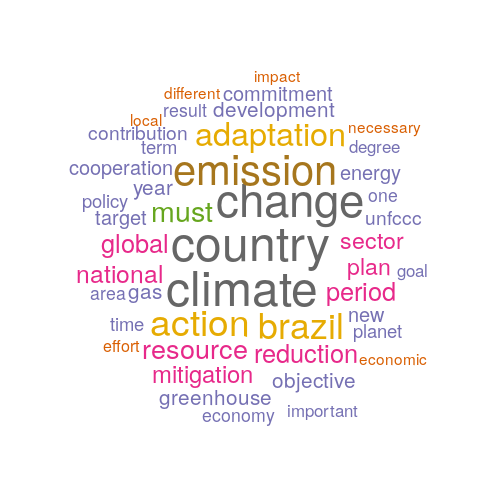 impact
different commitment
result development
local
contribution adaptation necessary
term degree
cooperation emission energy
year change one
policy
target must unfccc
global country sector
national plan goal
area gas climate period
time action brazil new
planet
effort resource reduction economic
mitigation objective
greenhouse
economy important